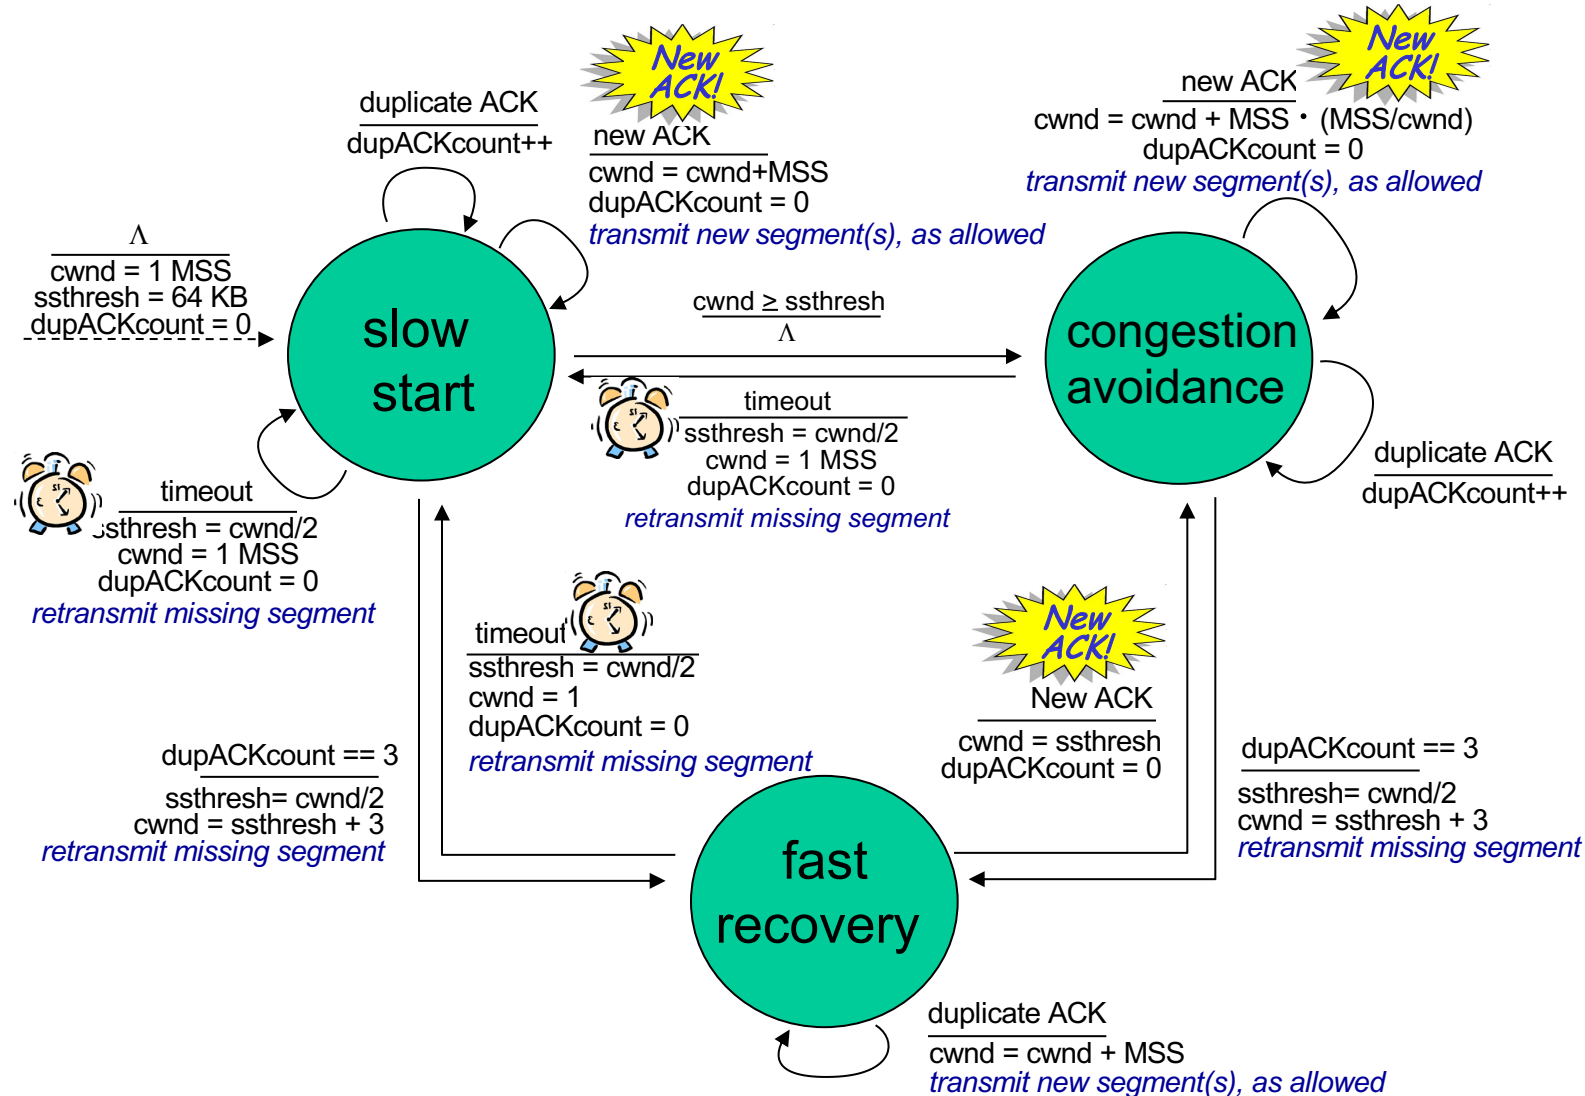 New
ACK!
New
ACK!
duplicate ACK
dupACKcount++
new ACK
cwnd = cwnd+MSS
dupACKcount = 0
transmit new segment(s), as allowed
new ACK
cwnd = cwnd + MSS · (MSS/cwnd)
dupACKcount = 0
transmit new segment(s), as allowed
Λ
cwnd = 1 MSS
ssthresh = 64 KB
dupACKcount = 0
slow
start
cwnd ≥ ssthresh
Λ
congestion
avoidance
timeout
ssthresh = cwnd/2
cwnd = 1 MSS
dupACKcount = 0
retransmit missing segment
duplicate ACK
dupACKcount++
timeout
ssthresh = cwnd/2
cwnd = 1 MSS
dupACKcount = 0
retransmit missing segment
timeout
ssthresh = cwnd/2
cwnd = 1
dupACKcount = 0
retransmit missing segment
New
ACK!
New ACK
cwnd = ssthresh
dupACKcount = 0
dupACKcount == 3
ssthresh= cwnd/2
cwnd = ssthresh + 3
retransmit missing segment
dupACKcount == 3
ssthresh= cwnd/2
cwnd = ssthresh + 3
retransmit missing segment
fast
recovery
duplicate ACK
cwnd = cwnd + MSS
transmit new segment(s), as allowed